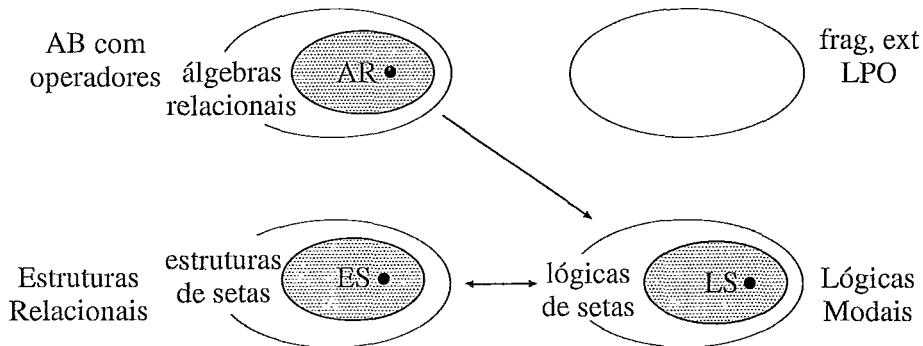 AB com
operadores
álgebras
relacionais
AR
frag, ext
LPO
Estruturas
Relacionais
estruturas
de setas
ES
lógicas
de setas
LS
Lógicas
Modais